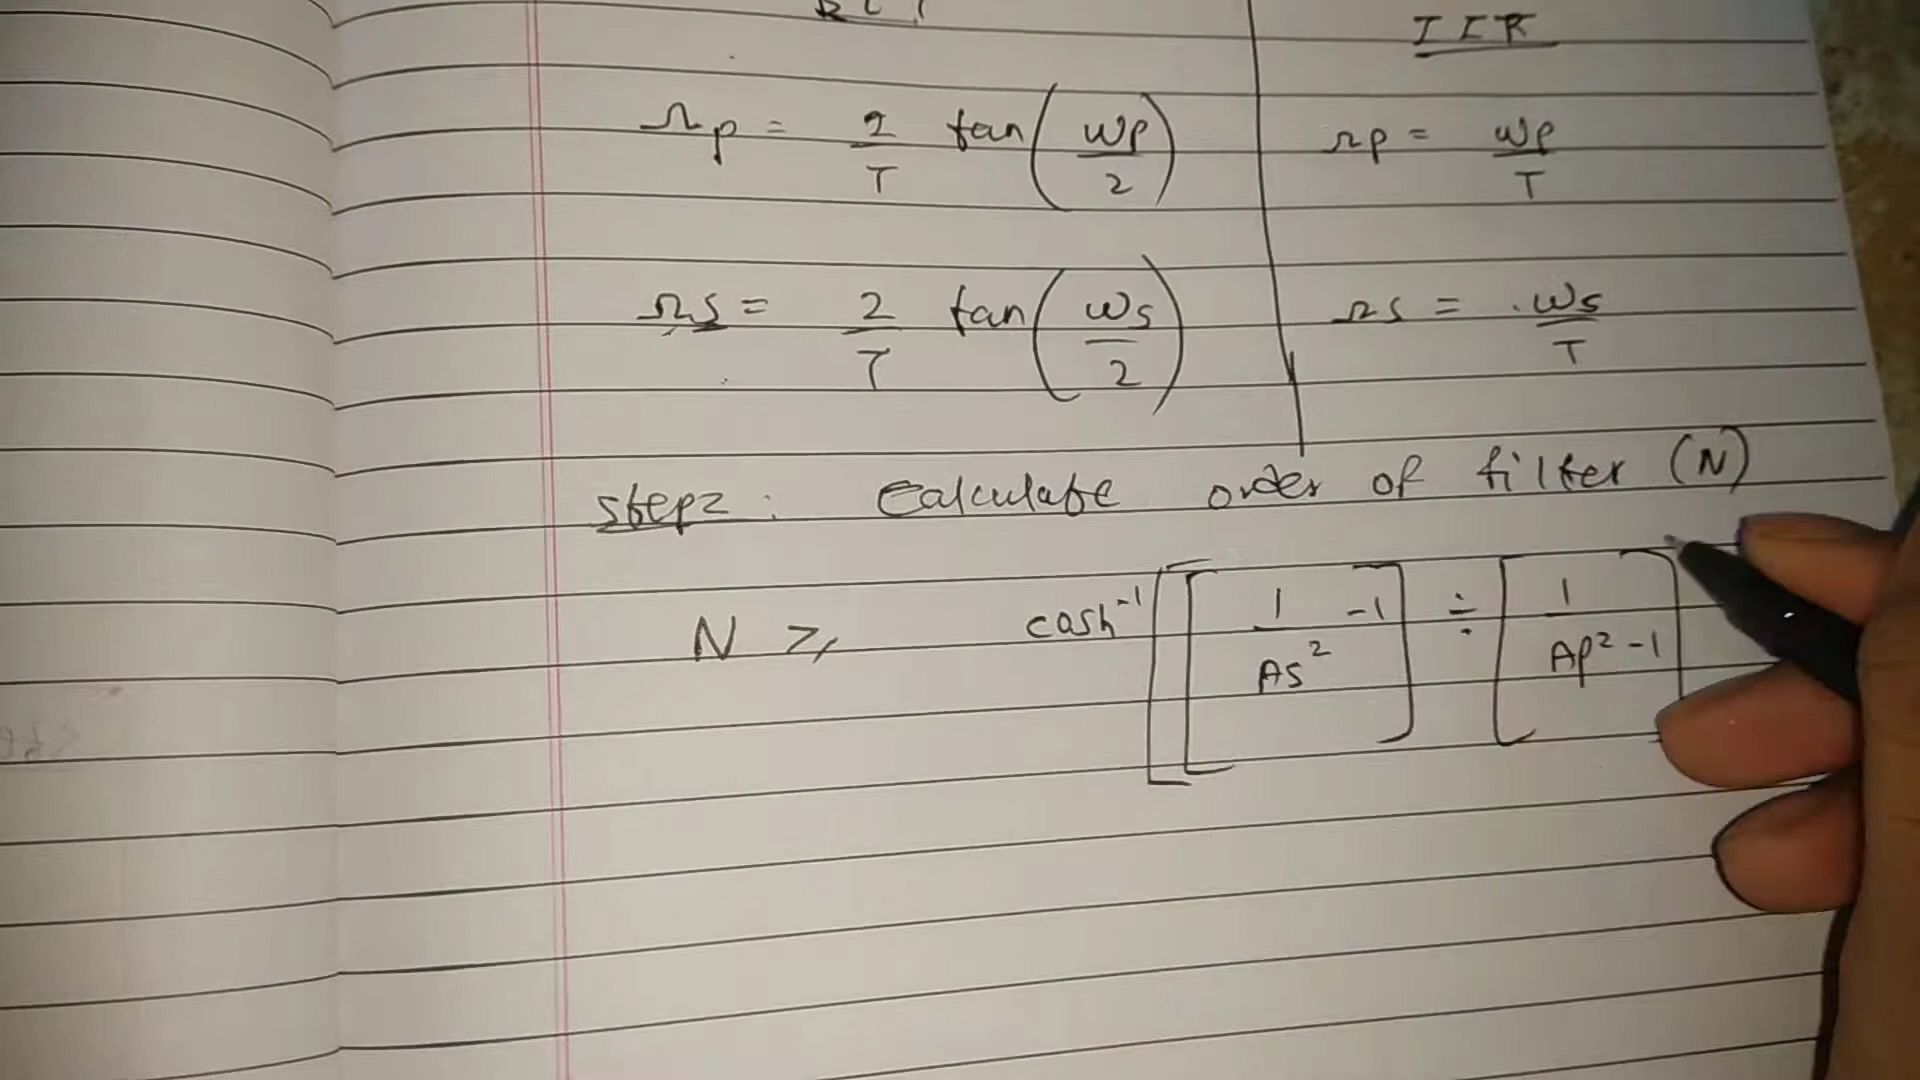 IIR
Ωp = 2/T tan(ωp/2) Ωp = ωp/T
Ωs = 2/T tan(ωs/2) Ωs = ωs/T
step2 : Calculate order of filter (N)
N ≥ cosh⁻¹ [[1/As² -1] ÷ [1/Ap² -1]